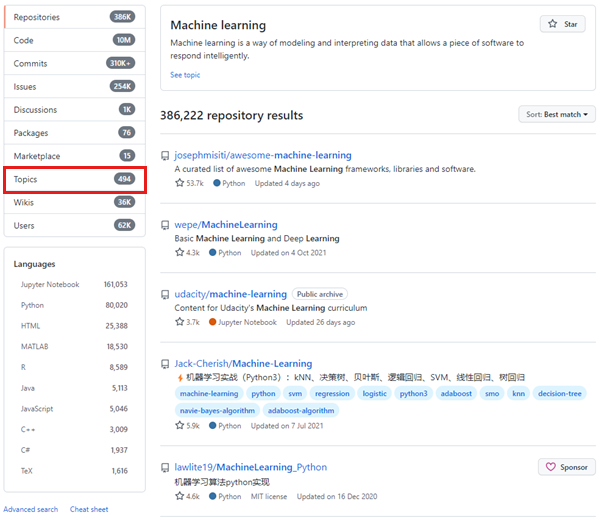 Repositories 386K
Code 10M
Commits 310K+
Issues 254K
Discussions 1K
Packages 76
Marketplace 15
Topics 494
Wikis 36K
Users 62K
Languages
Jupyter Notebook 161,053
Python 80,020
HTML 25,388
MATLAB 18,530
R 8,589
Java 5,113
JavaScript 5,046
C++ 3,009
C# 1,937
TeX 1,616
Advanced search Cheat sheet
Machine learning
Star
Machine learning is a way of modeling and interpreting data that allows a piece of software to
respond intelligently.
See topic
386,222 repository results
Sort: Best match
josephmisiti/awesome-machine-learning
A curated list of awesome Machine Learning frameworks, libraries and software.
53.7k Python Updated 4 days ago
wepe/MachineLearning
Basic Machine Learning and Deep Learning
4.3k Python Updated on 4 Oct 2021
udacity/machine-learning Public archive
Content for Udacity's Machine Learning curriculum
3.7k Jupyter Notebook Updated 26 days ago
Jack-Cherish/Machine-Learning
机器学习实战（Python3）：kNN、决策树、贝叶斯、逻辑回归、SVM、线性回归、树回归
machine-learning python svm regression logistic python3 adaboost smo knn decision-tree
navie-bayes-algorithm adaboost-algorithm
5.9k Python Updated on 7 Jul 2021
lawlite19/MachineLearning_Python
Sponsor
机器学习算法python实现
4.6k Python MIT license Updated on 16 Dec 2020